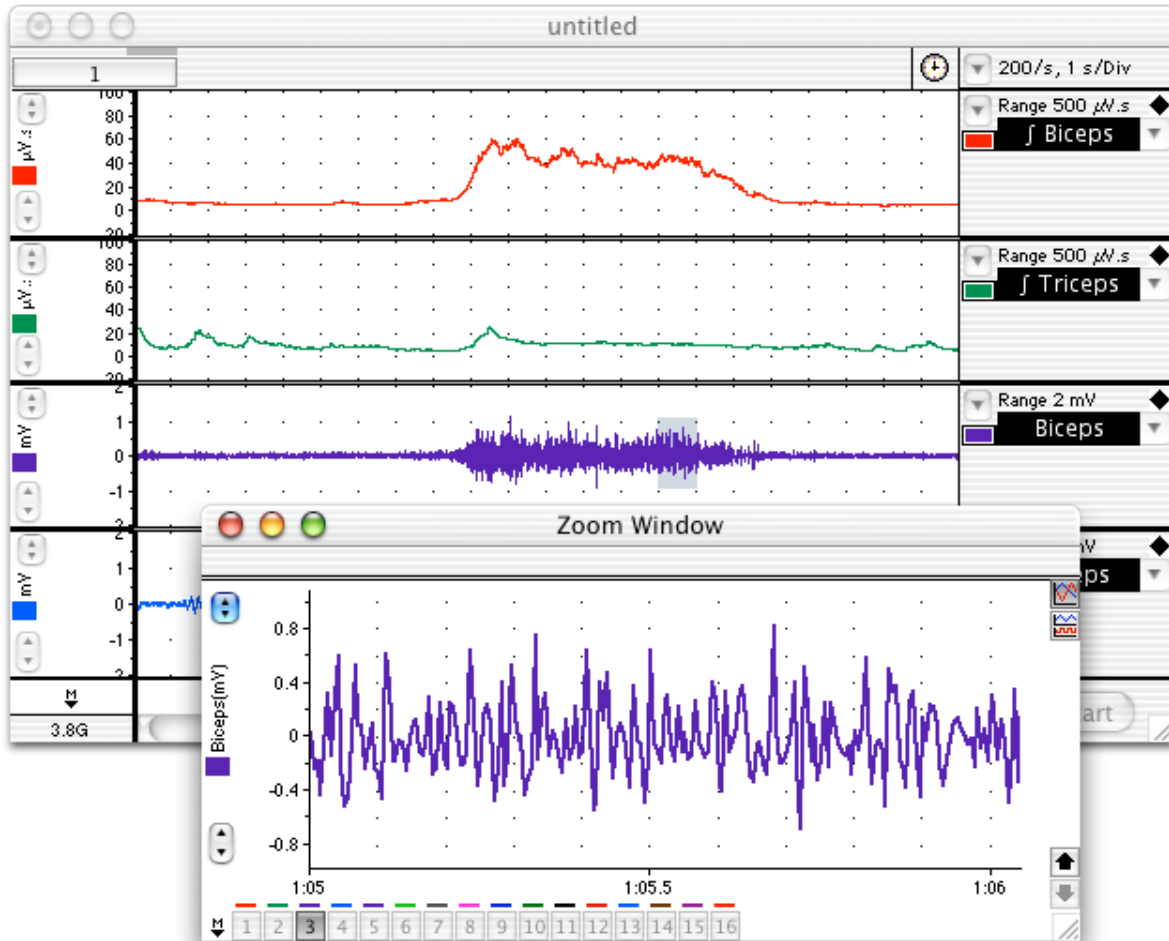 untitled
1
200/s, 1 s/Div
100
80
60
40
20
0
20
µV.s
Range 500 µV.s
∫ Biceps
100
80
60
40
20
0
20
Range 500 µV.s
∫ Triceps
2
1
0
-1
2
mV
Range 2 mV
Biceps
2
1
0
-1
2
mV
M
3.8G
Zoom Window
0.8
0.4
0
-0.4
-0.8
Biceps(mV)
1:05
1:05.5
1:06
M
1 2 3 4 5 6 7 8 9 10 11 12 13 14 15 16